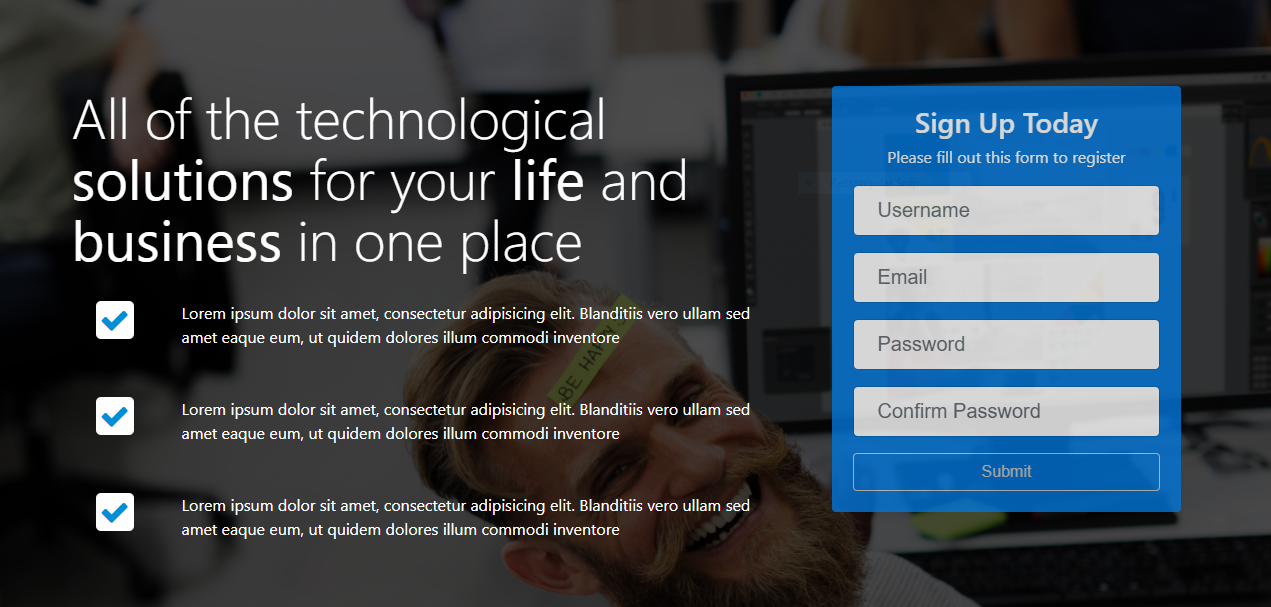 All of the technological
solutions for your life and
business in one place
Lorem ipsum dolor sit amet, consectetur adipisicing elit. Blanditiis vero ullam sed
amet eaque eum, ut quidem dolores illum commodi inventore
Lorem ipsum dolor sit amet, consectetur adipisicing elit. Blanditiis vero ullam sed
amet eaque eum, ut quidem dolores illum commodi inventore
Lorem ipsum dolor sit amet, consectetur adipisicing elit. Blanditiis vero ullam sed
amet eaque eum, ut quidem dolores illum commodi inventore
BE HAPPY
Sign Up Today
Please fill out this form to register
Username
Email
Password
Confirm Password
Submit